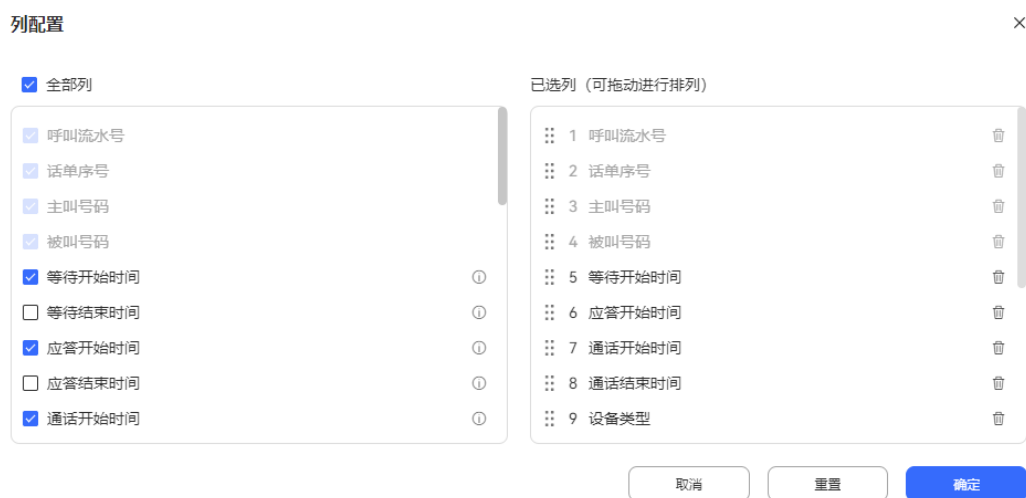 列配置
全部列
呼叫流水号
话单序号
主叫号码
被叫号码
等待开始时间
等待结束时间
应答开始时间
应答结束时间
通话开始时间
已选列（可拖动进行排列）
1 呼叫流水号
2 话单序号
3 主叫号码
4 被叫号码
5 等待开始时间
6 应答开始时间
7 通话开始时间
8 通话结束时间
9 设备类型
取消
重置
确定